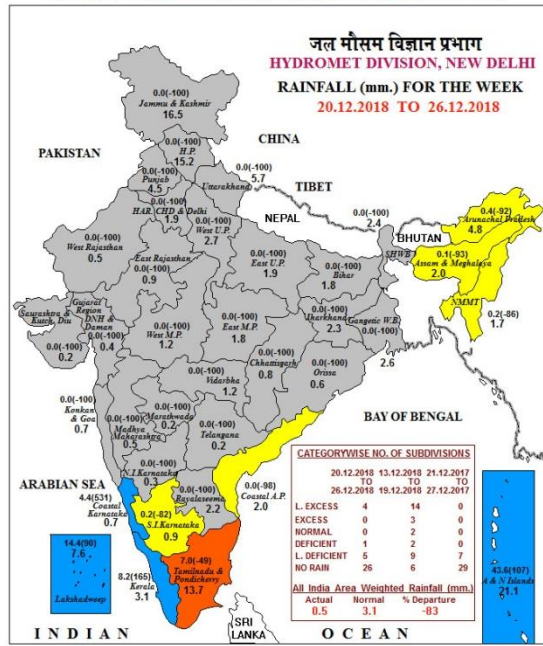 जल मौसम विज्ञान प्रभाग
HYDROMET DIVISION, NEW DELHI
RAINFALL (mm.) FOR THE WEEK
20.12.2018 TO 26.12.2018
0.0(-100)
Jammu & Kashmir
16.5
CHINA
PAKISTAN
0.0(-100)
H.P.
15.2
0.0(-100)
Punjab
4.5
0.0(-100)
5.7
Uttarakhand
TIBET
0.0(-100)
HAR. CHD & Delhi
1.9
0.0(-100)
West U.P.
2.7
NEPAL
0.0(-100)
2.4
SHWB
BHUTAN
0.4(-92)
Arunachal Pradesh
4.8
0.1(-93)
Assam & Meghalaya
2.0
NMMT
0.2(-86)
1.7
0.0(-100)
West Rajasthan
0.5
0.0(-100)
East Rajasthan
0.9
0.0(-100)
East U.P.
1.9
0.0(-100)
Bihar
1.8
Gujarat
Region
DNH &
Daman
0.0(-100)
0.4
Saurashtra &
Kutch, Diu
0.0(-100)
0.2
0.0(-100)
West M.P.
1.2
0.0(-100)
East M.P.
1.8
0.0(-100)
Jharkhand
2.3
Gangetic W.B.
0.0(-100)
2.6
0.0(-100)
Chhattisgarh
0.8
0.0(-100)
Orissa
0.6
0.0(-100)
Vidarbha
1.2
0.0(-100)
Konkan
& Goa
0.7
0.0(-100)
Madhya
Maharashtra
0.5
0.0(-100)
Marathwada
0.2
0.0(-100)
Telangana
0.2
BAY OF BENGAL
ARABIAN SEA
0.0(-100)
N.I.Karnataka
0.3
0.0(-100)
Rayalaseema
2.2
0.0(-98)
Coastal A.P.
2.0
4.4(531)
Coastal
Karnataka
0.7
0.2(-82)
S.I.Karnataka
0.9
14.4(90)
7.6
Lakshadweep
8.2(165)
Kerala
3.1
7.0(-49)
Tamilnadu &
Pondicherry
13.7
SRI
LANKA
43.6(107)
A & N Islands
21.1
CATEGORYWISE NO. OF SUBDIVISIONS
20.12.2018 13.12.2018 21.12.2017
TO TO TO
26.12.2018 19.12.2018 27.12.2017
L. EXCESS 4 14 0
EXCESS 0 3 0
NORMAL 0 2 0
DEFICIENT 1 2 0
L. DEFICIENT 5 9 7
NO RAIN 26 6 29
All India Area Weighted Rainfall (mm.)
Actual Normal % Departure
0.5 3.1 -83
INDIAN OCEAN